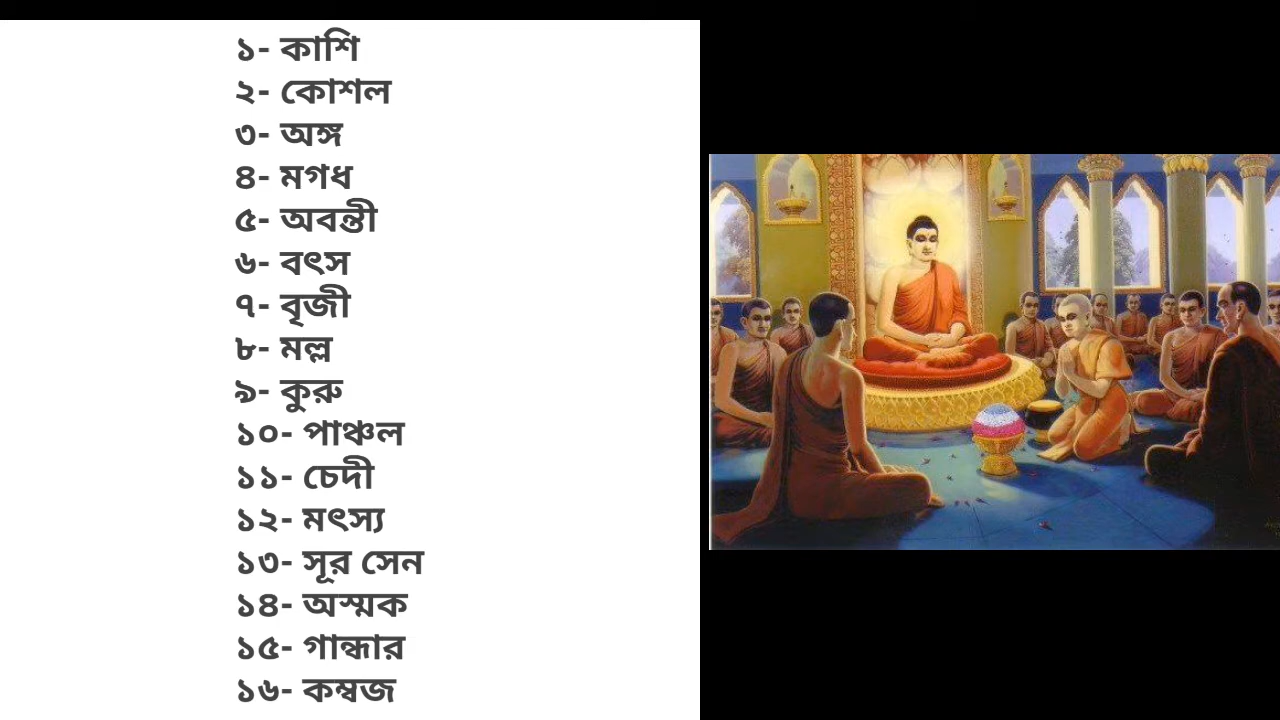 ১- কাশি
২- কোশল
৩- অঙ্গ
৪- মগধ
৫- অবন্তী
৬- বৎস
৭- বৃজী
৮- মল্ল
৯- কুরু
১০- পাঞ্চল
১১- চেদী
১২- মৎস্য
১৩- সূর সেন
১৪- অস্মক
১৫- গান্ধার
১৬- কম্বজ